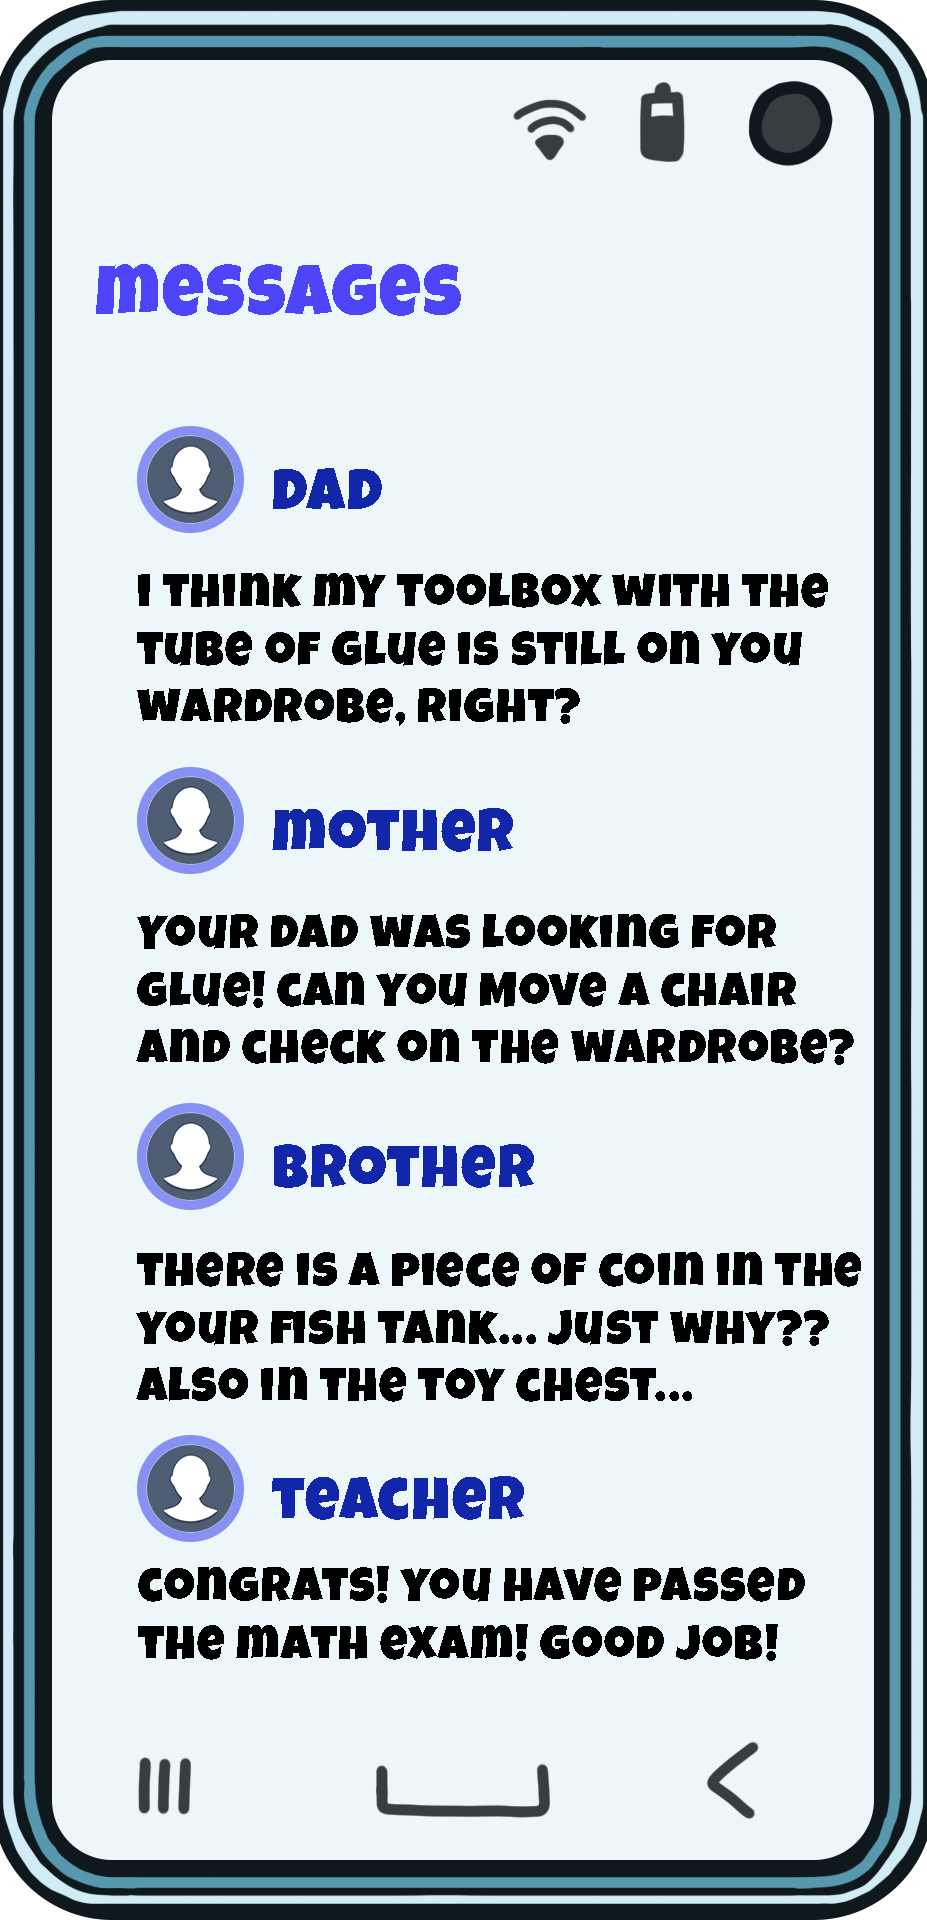 messages
DAD
I THINK MY TOOLBOX WITH THE
TUBE OF GLUE IS STILL ON YOU
WARDROBE, RIGHT?
MOTHER
YOUR DAD WAS LOOKING FOR
GLUE! CAN YOU MOVE A CHAIR
AND CHECK ON THE WARDROBE?
BROTHER
THERE IS A PIECE OF COIN IN THE
YOUR FISH TANK... JUST WHY??
ALSO IN THE TOY CHEST...
TEACHER
CONGRATS! YOU HAVE PASSED
THE MATH EXAM! GOOD JOB!